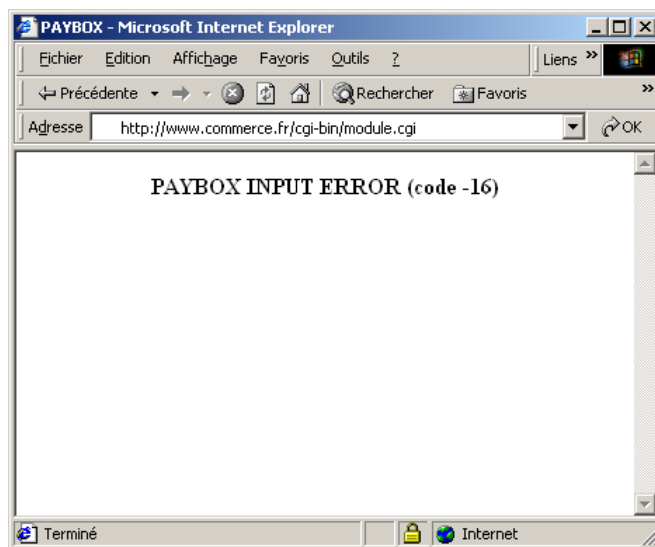 PAYBOX - Microsoft Internet Explorer
Fichier Edition Affichage Favoris Outils ? Liens »
Précédente Rechercher Favoris »
Adresse http://www.commerce.fr/cgi-bin/module.cgi OK
PAYBOX INPUT ERROR (code -16)
Terminé Internet